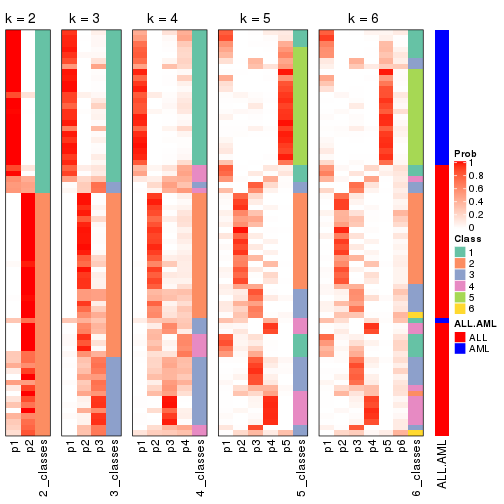 k = 2
k = 3
k = 4
k = 5
k = 6
Prob
1
0.8
0.6
0.4
0.2
0
Class
1
2
3
4
5
6
ALL.AML
ALL
AML
p1
p2
2_classes
p1
p2
p3
3_classes
p1
p2
p3
p4
4_classes
p1
p2
p3
p4
p5
5_classes
p1
p2
p3
p4
p5
p6
6_classes
ALL.AML